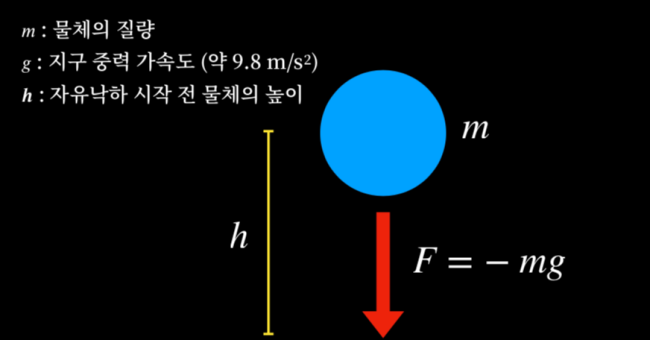 m : 물체의 질량
g : 지구 중력 가속도 (약 9.8 m/s²)
h : 자유낙하 시작 전 물체의 높이
m
h
F = − mg